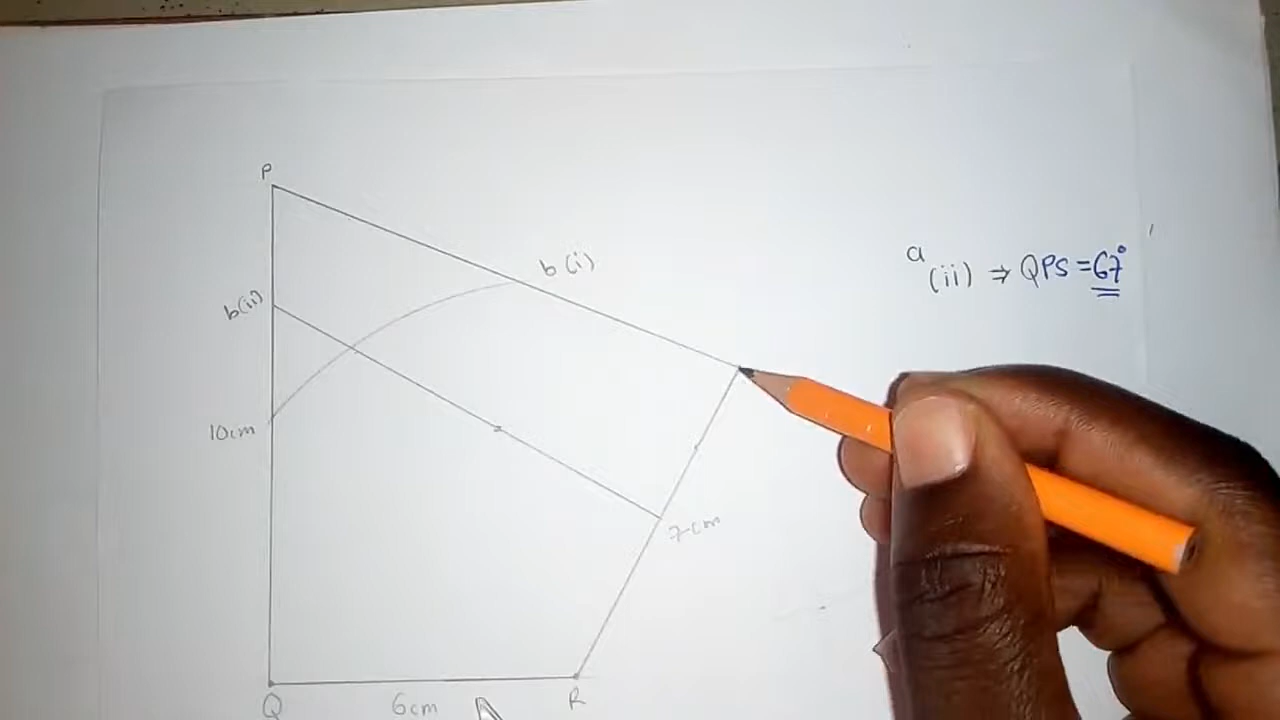 P
b(i)
a
(ii) ⇒ QPS = 67°
b(ii)
10cm
7cm
Q
6cm
R